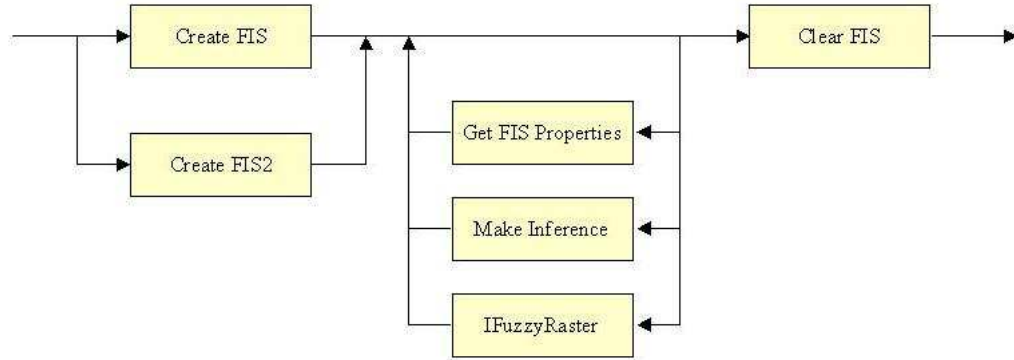 Create FIS
Clear FIS
Get FIS Properties
Create FIS2
Make Inference
IFuzzyRaster